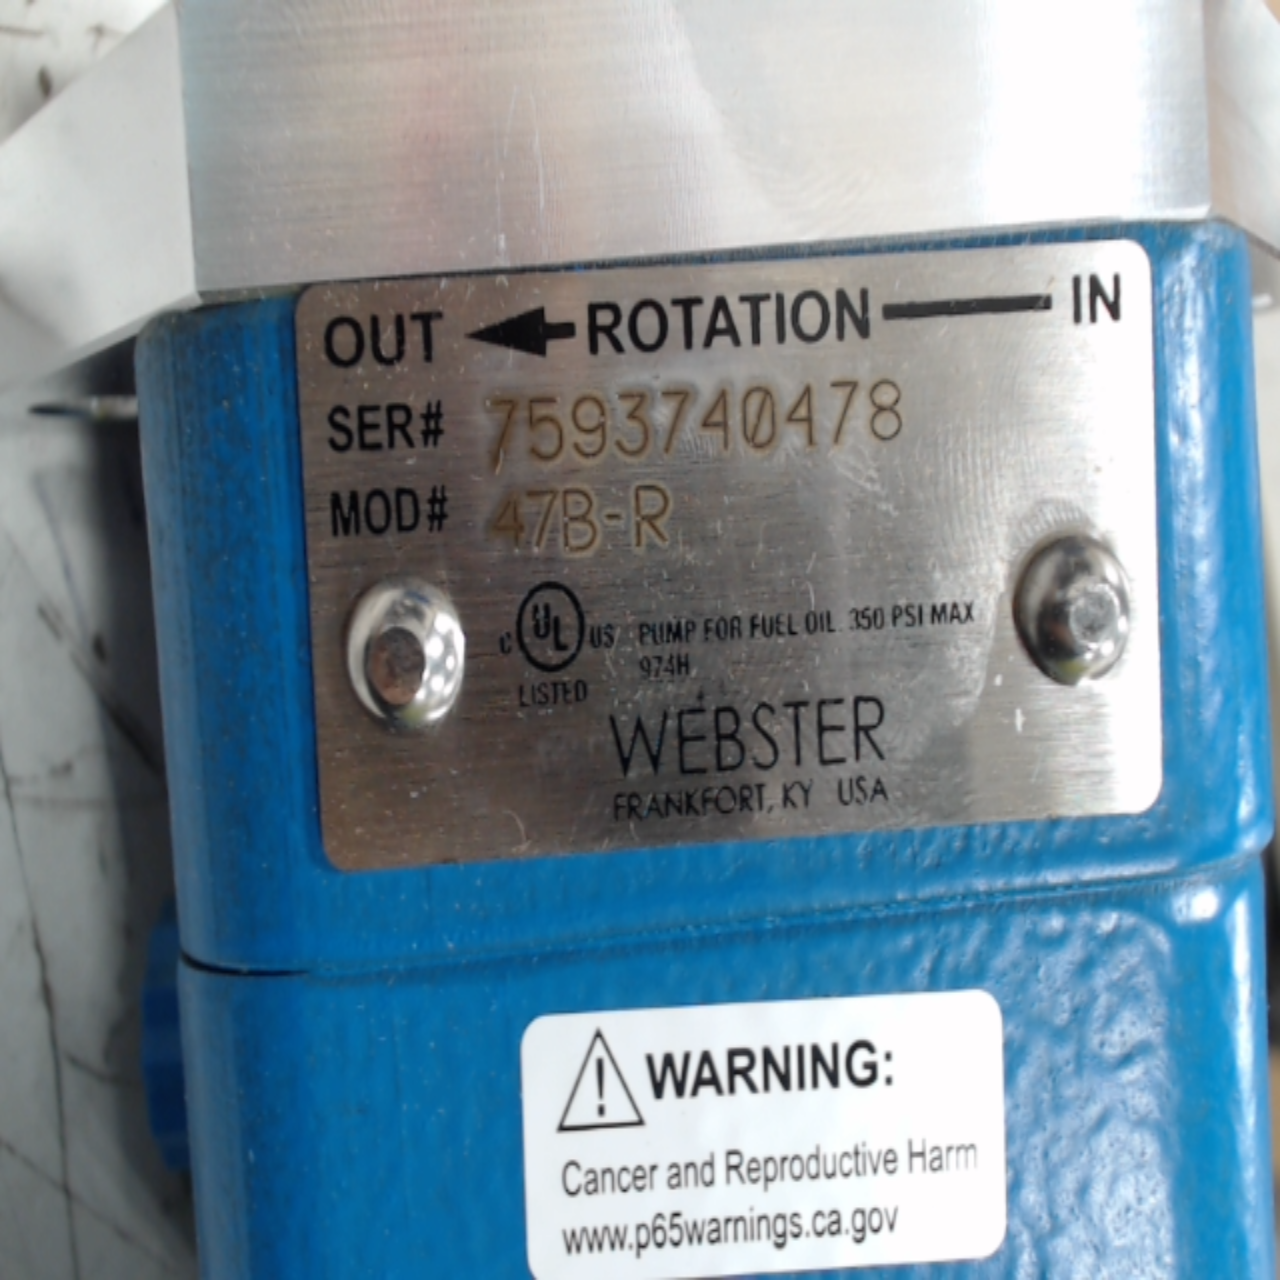 OUT ROTATION IN
SER# 7593740478
MOD# 47B-R
C UL US PUMP FOR FUEL OIL. 350 PSI MAX
974H
LISTED
WEBSTER
FRANKFORT, KY USA
WARNING:
Cancer and Reproductive Harm
www.p65warnings.ca.gov